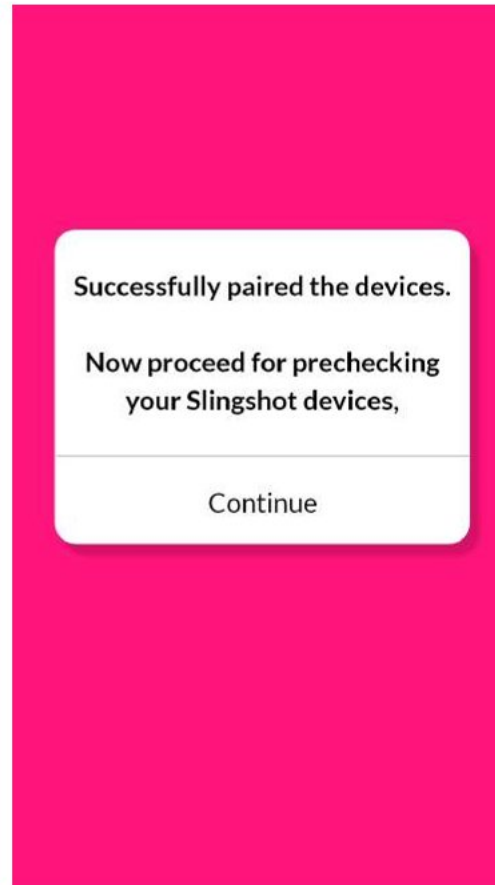 Successfully paired the devices.
Now proceed for prechecking
your Slingshot devices,
Continue